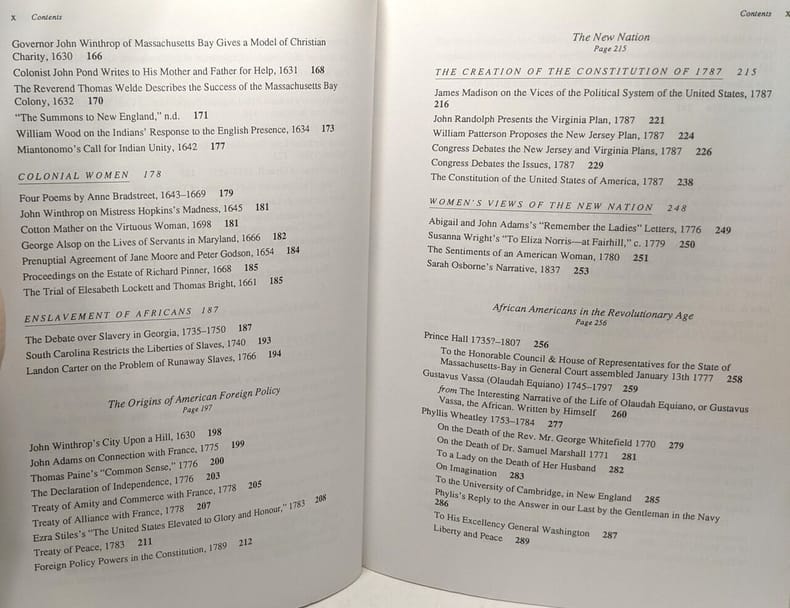 x Contents
Governor John Winthrop of Massachusetts Bay Gives a Model of Christian
Charity, 1630 166
Colonist John Pond Writes to His Mother and Father for Help, 1631 168
The Reverend Thomas Welde Describes the Success of the Massachusetts Bay
Colony, 1632 170
"The Summons to New England," n.d. 171
William Wood on the Indians' Response to the English Presence, 1634 173
Miantonomo's Call for Indian Unity, 1642 177
COLONIAL WOMEN 178
Four Poems by Anne Bradstreet, 1643–1669 179
John Winthrop on Mistress Hopkins's Madness, 1645 181
Cotton Mather on the Virtuous Woman, 1698 181
George Alsop on the Lives of Servants in Maryland, 1666 182
Prenuptial Agreement of Jane Moore and Peter Godson, 1654 184
Proceedings on the Estate of Richard Pinner, 1668 185
The Trial of Elesabeth Lockett and Thomas Bright, 1661 185
ENSLAVEMENT OF AFRICANS 187
The Debate over Slavery in Georgia, 1735–1750 187
South Carolina Restricts the Liberties of Slaves, 1740 193
Landon Carter on the Problem of Runaway Slaves, 1766 194
The Origins of American Foreign Policy
Page 197
John Winthrop's City Upon a Hill, 1630 198
John Adams on Connection with France, 1775 199
Thomas Paine's "Common Sense," 1776 200
The Declaration of Independence, 1776 203
Treaty of Amity and Commerce with France, 1778 205
Treaty of Alliance with France, 1778 207
Ezra Stiles's "The United States Elevated to Glory and Honour," 1783 208
Treaty of Peace, 1783 211
Foreign Policy Powers in the Constitution, 1789 212
Contents
The New Nation
Page 215
THE CREATION OF THE CONSTITUTION OF 1787 215
James Madison on the Vices of the Political System of the United States, 1787
216
John Randolph Presents the Virginia Plan, 1787 221
William Patterson Proposes the New Jersey Plan, 1787 224
Congress Debates the New Jersey and Virginia Plans, 1787 226
Congress Debates the Issues, 1787 229
The Constitution of the United States of America, 1787 238
WOMEN'S VIEWS OF THE NEW NATION 248
Abigail and John Adams's "Remember the Ladies" Letters, 1776 249
Susanna Wright's "To Eliza Norris—at Fairhill," c. 1779 250
The Sentiments of an American Woman, 1780 251
Sarah Osborne's Narrative, 1837 253
African Americans in the Revolutionary Age
Page 256
Prince Hall 1735?–1807 256
To the Honorable Council & House of Representatives for the State of
Massachusetts-Bay in General Court assembled January 13th 1777 258
Gustavus Vassa (Olaudah Equiano) 1745–1797 259
from The Interesting Narrative of the Life of Olaudah Equiano, or Gustavus
Vassa, the African. Written by Himself 260
Phyllis Wheatley 1753–1784 277
On the Death of the Rev. Mr. George Whitefield 1770 279
On the Death of Dr. Samuel Marshall 1771 281
To a Lady on the Death of Her Husband 282
On Imagination 283
To the University of Cambridge, in New England 285
Phylis's Reply to the Answer in our Last by the Gentleman in the Navy
286
To His Excellency General Washington 287
Liberty and Peace 289